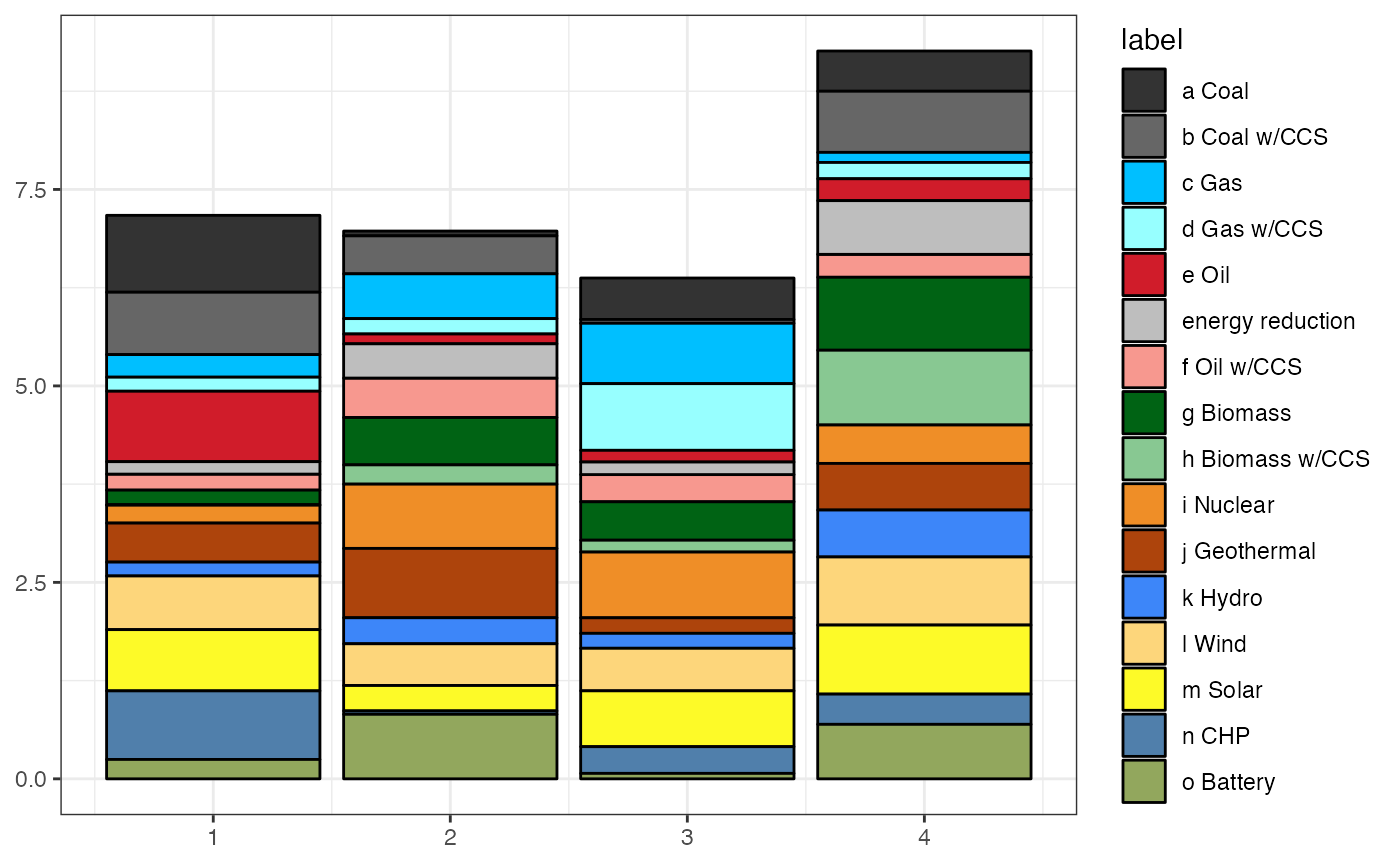 label
a Coal
b Coal w/CCS
c Gas
d Gas w/CCS
e Oil
energy reduction
f Oil w/CCS
g Biomass
h Biomass w/CCS
i Nuclear
j Geothermal
k Hydro
l Wind
m Solar
n CHP
o Battery
7.5
5.0
2.5
0.0
1 2 3 4